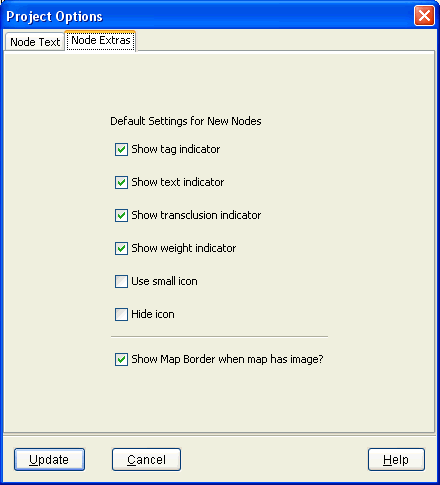 Project Options
Node Text Node Extras
Default Settings for New Nodes
Show tag indicator
Show text indicator
Show transclusion indicator
Show weight indicator
Use small icon
Hide icon
Show Map Border when map has image?
Update Cancel Help